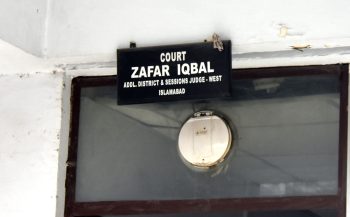 COURT
ZAFAR IQBAL
ADDL. DISTRICT & SESSIONS JUDGE - WEST
ISLAMABAD